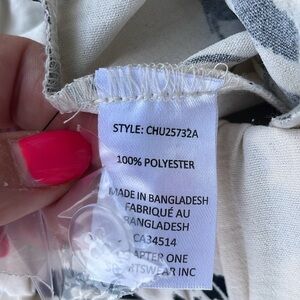 STYLE: CHU25732A
100% POLYESTER
MADE IN BANGLADESH
FABRIQUÉ AU
BANGLADESH
CA34514
ONE
INC